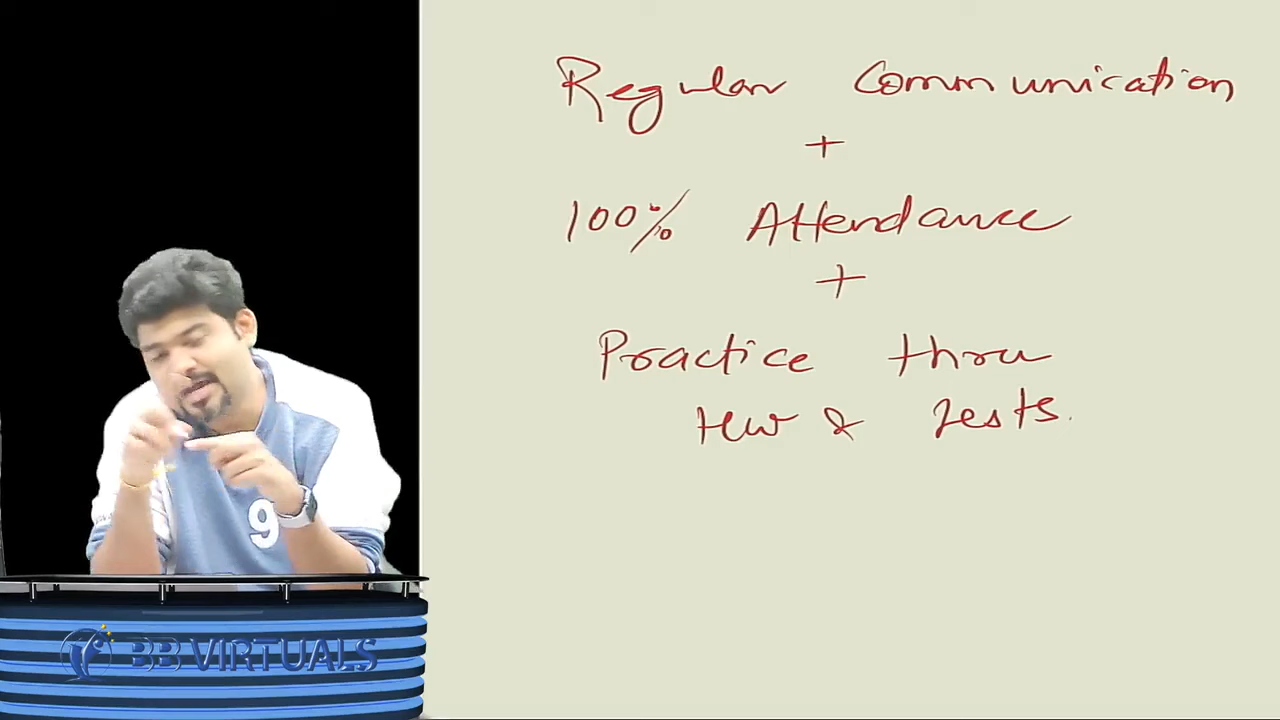 Regular Communication
+
100% Attendance
+
Practice thru
HW & Tests.
9
BB VIRTUALS